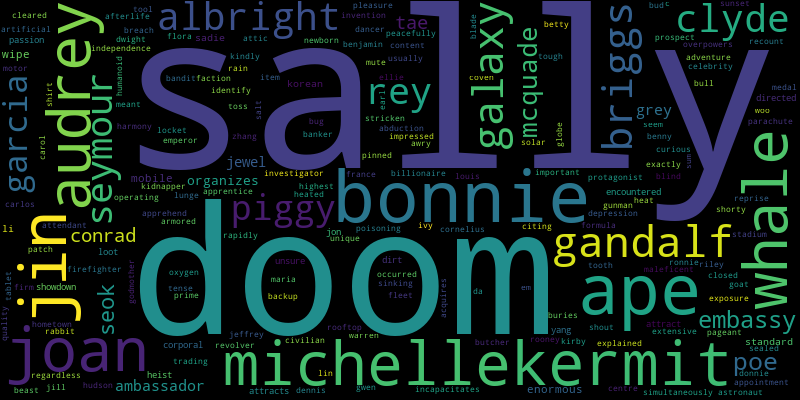 sally
doom
bonnie
michellekermit
joan
ape
whale
gandalf
audrey
jin
galaxy
albright
clyde
rey
piggy
briggs
garcia
seymour
mcquade
embassy
poe
conrad
seok
tae
grey
jewel
ambassador
organizes
mobile
wipe
enormous
cleared
tool
afterlife
artificial
passion
dwight
breach
independence
flora
sadie
attic
newborn
invention
pleasure
dancer
benjamin
peacefully
content
mute
usually
kindly
rain
bandit
faction
item
identify
korean
ellie
earl
toss
salt
bug
stricken
abduction
impressed
awry
banker
zhang
pinned
harmony
locket
emperor
humanoid
meant
motor
shirt
carol
carlos
kidnapper
operating
lunge
apprentice
investigator
highest
heated
france
billionaire
louis
important
protagonist
coven
blade
betty
tough
solar
globe
bud
sunset
prospect
overpowers
recount
adventure
celebrity
bull
medal
directed
woo
parachute
seem
benny
curious
exactly
sum
blind
encountered
heat
reprise
gunman
shorty
depression
formula
stadium
citing
ivy
cornelius
poisoning
jon
unique
apprehend
armored
rapidly
li
attendant
patch
loot
firefighter
firm
showdown
tablet
quality
hometown
rabbit
godmother
oxygen
tense
prime
unsure
maria
backup
dirt
occurred
sinking
fleet
acquires
da
em
buries
yang
tooth
maleficent
ronnie
riley
closed
goat
exposure
shout
attract
extensive
pageant
standard
sealed
donnie
appointment
explained
kirby
rooney
butcher
warren
rooftop
civilian
jeffrey
revolver
corporal
trading
heist
lin
attracts
dennis
gwen
incapacitates
centre
simultaneously
astronaut
regardless
beast
jill
hudson